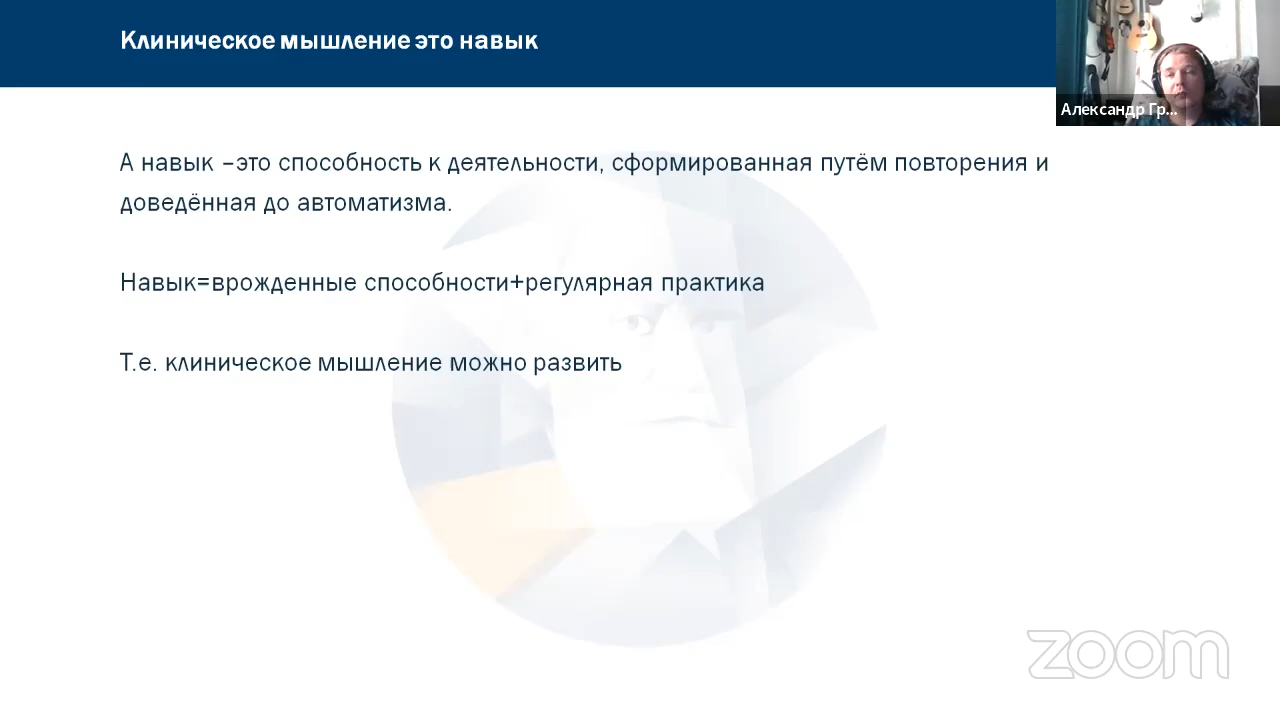 Клиническое мышление это навык
Александр Гр...
А навык –это способность к деятельности, сформированная путём повторения и
доведённая до автоматизма.
Навык=врожденные способности+регулярная практика
Т.е. клиническое мышление можно развить
zoom